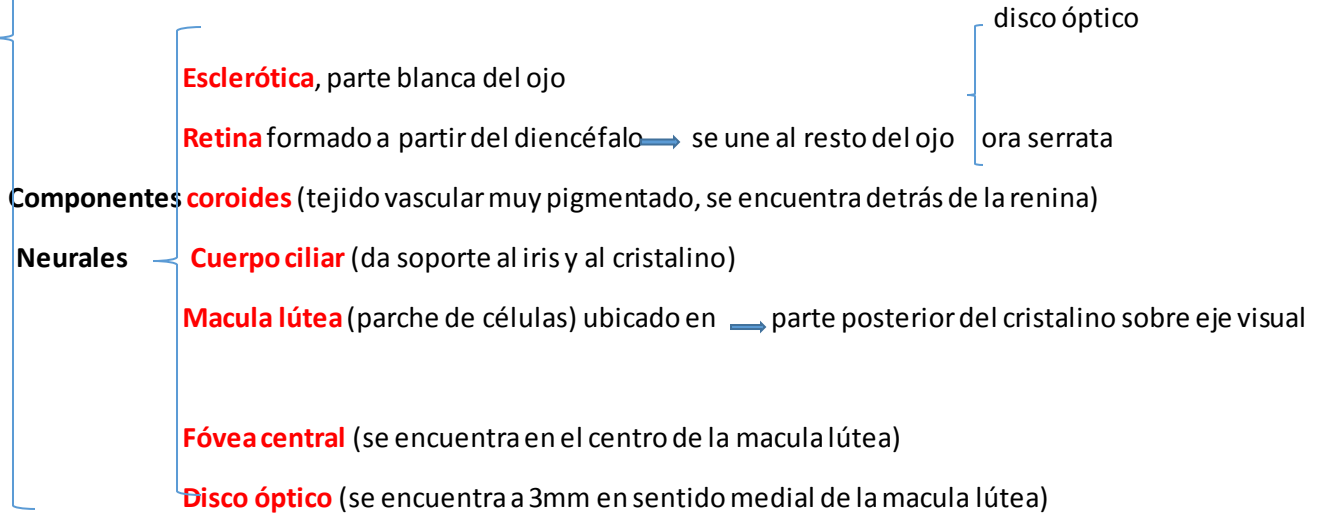 disco óptico
Esclerótica, parte blanca del ojo
Retina formado a partir del diencéfalo se une al resto del ojo ora serrata
Componentes coroides (tejido vascular muy pigmentado, se encuentra detrás de la renina)
Neurales Cuerpo ciliar (da soporte al iris y al cristalino)
Macula lútea (parche de células) ubicado en parte posterior del cristalino sobre eje visual
Fóvea central (se encuentra en el centro de la macula lútea)
Disco óptico (se encuentra a 3mm en sentido medial de la macula lútea)